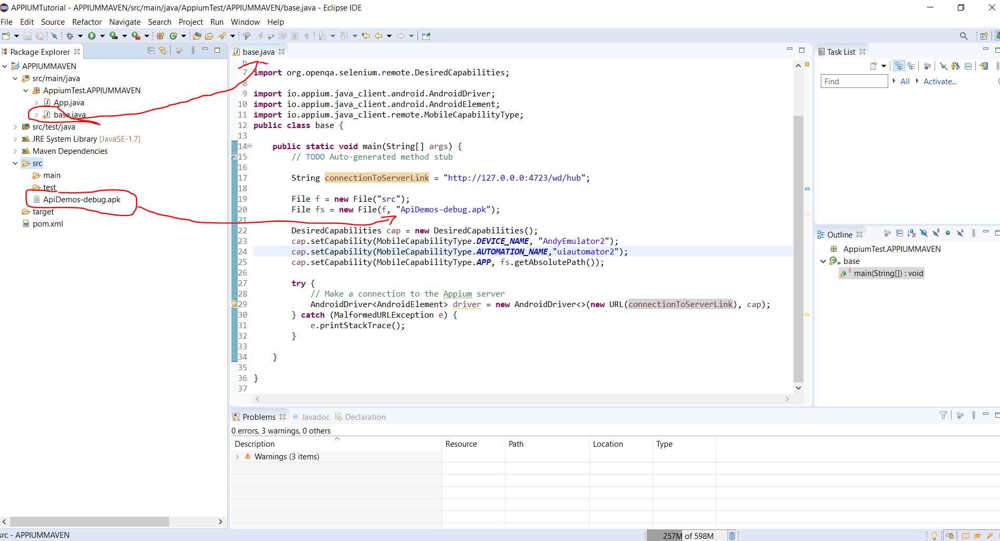 APPIUMTutorial - APPIUMMAVEN/src/main/java/AppiumTest/APPIUMMAVEN/base.java - Eclipse IDE
File Edit Source Refactor Navigate Search Project Run Window Help
Package Explorer
APPIUMMAVEN
src/main/java
AppiumTest.APPIUMMAVEN
App.java
base.java
src/test/java
JRE System Library [JavaSE-1.7]
Maven Dependencies
src
main
test
ApiDemos-debug.apk
target
pom.xml
base.java
6
7 import org.openqa.selenium.remote.DesiredCapabilities;
8
9 import io.appium.java_client.android.AndroidDriver;
10 import io.appium.java_client.android.AndroidElement;
11 import io.appium.java_client.remote.MobileCapabilityType;
12 public class base {
13
14 public static void main(String[] args) {
15 // TODO Auto-generated method stub
16
17 String connectionToServerLink = "http://127.0.0.0:4723/wd/hub";
18
19 File f = new File("src");
20 File fs = new File(f, "ApiDemos-debug.apk");
21
22 DesiredCapabilities cap = new DesiredCapabilities();
23 cap.setCapability(MobileCapabilityType.DEVICE_NAME, "AndyEmulator2");
24 cap.setCapability(MobileCapabilityType.AUTOMATION_NAME,"uiautomator2");
25 cap.setCapability(MobileCapabilityType.APP, fs.getAbsolutePath());
26
27 try {
28 // Make a connection to the Appium server
29 AndroidDriver<AndroidElement> driver = new AndroidDriver<>(new URL(connectionToServerLink), cap);
30 } catch (MalformedURLException e) {
31 e.printStackTrace();
32 }
33
34 }
35
36 }
37
Task List
Find All Activate...
Outline
AppiumTest.APPIUMMAVEN
base
main(String[]) : void
Problems @ Javadoc Declaration
0 errors, 3 warnings, 0 others
Description Resource Path Location Type
Warnings (3 items)
src - APPIUMMAVEN
257M of 598M